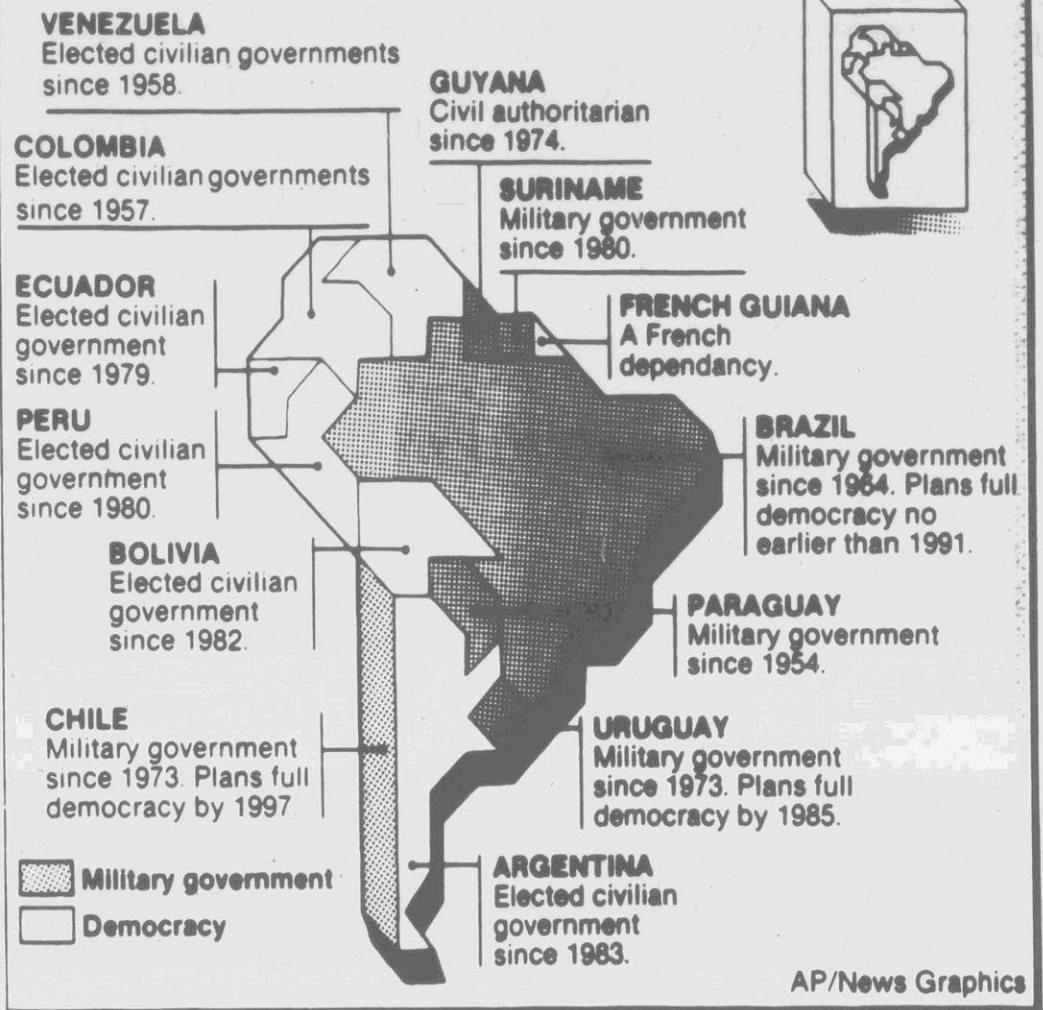 VENEZUELA
Elected civilian governments
since 1958.
GUYANA
Civil authoritarian
since 1974.
COLOMBIA
Elected civilian governments
since 1957.
SURINAME
Military government
since 1980.
ECUADOR
Elected civilian
government
since 1979.
FRENCH GUIANA
A French
dependancy.
PERU
Elected civilian
government
since 1980.
BRAZIL
Military government
since 1964. Plans full
democracy no
earlier than 1991.
BOLIVIA
Elected civilian
government
since 1982.
PARAGUAY
Military government
since 1954.
CHILE
Military government
since 1973. Plans full
democracy by 1997
URUGUAY
Military government
since 1973. Plans full
democracy by 1985.
ARGENTINA
Elected civilian
government
since 1983.
Military government
Democracy
AP/News Graphics